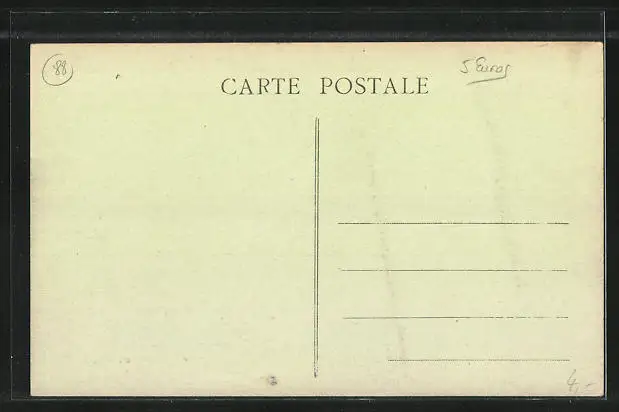 88
5 Euros
CARTE POSTALE
4,-